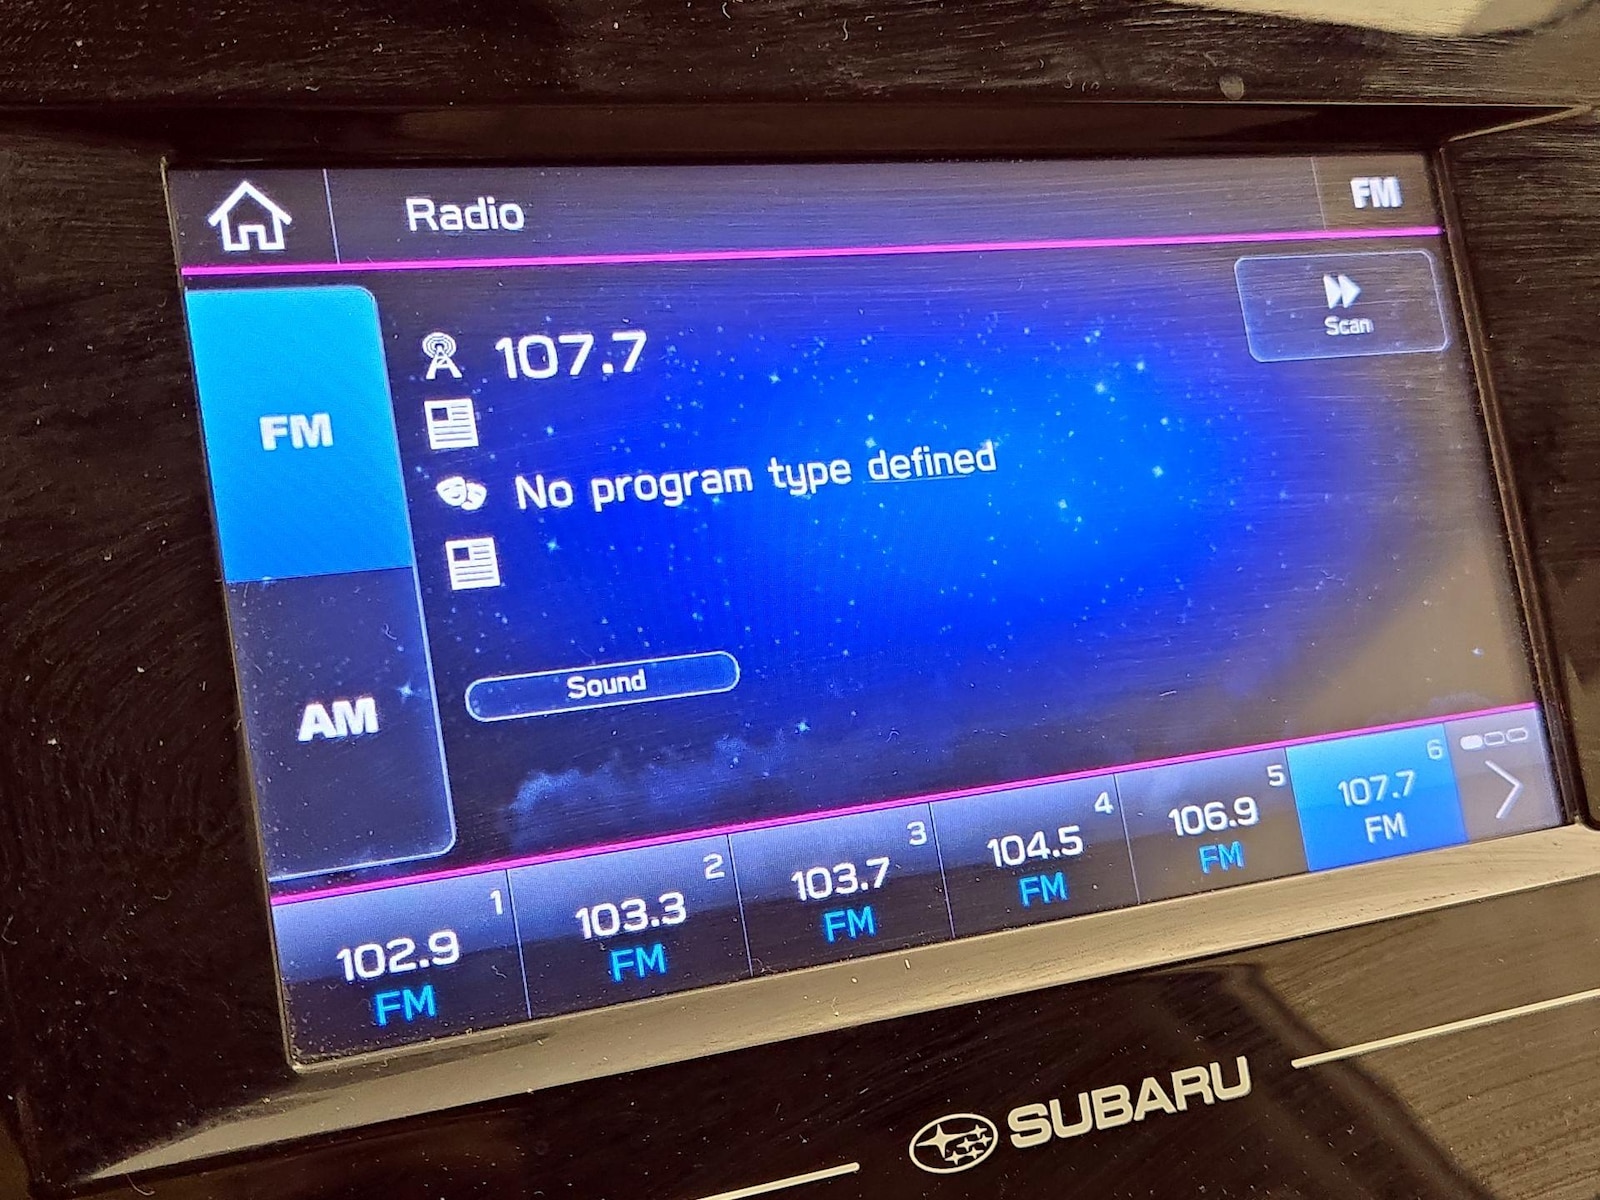 Radio
FM
Scan
FM
107.7
No program type defined
AM
Sound
1
102.9
FM
2
103.3
FM
3
103.7
FM
4
104.5
FM
5
106.9
FM
6
107.7
FM
SUBARU